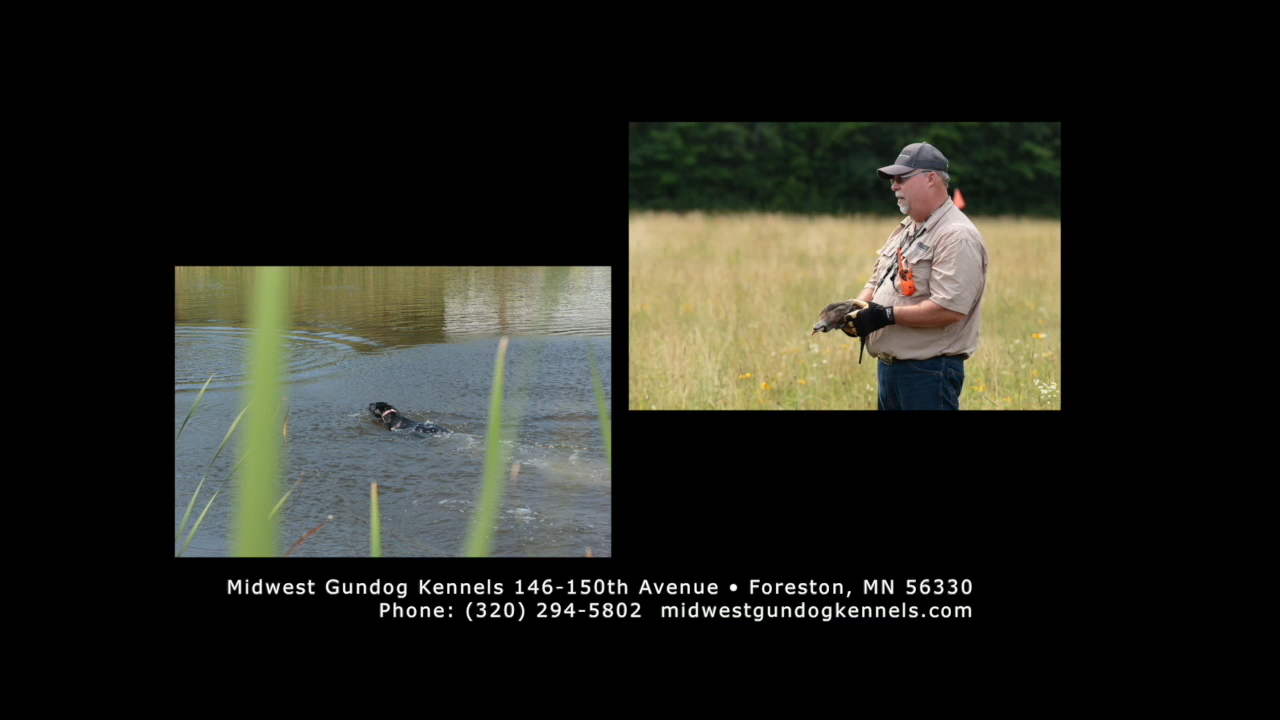 Midwest Gundog Kennels 146-150th Avenue • Foreston, MN 56330
Phone: (320) 294-5802 midwestgundogkennels.com